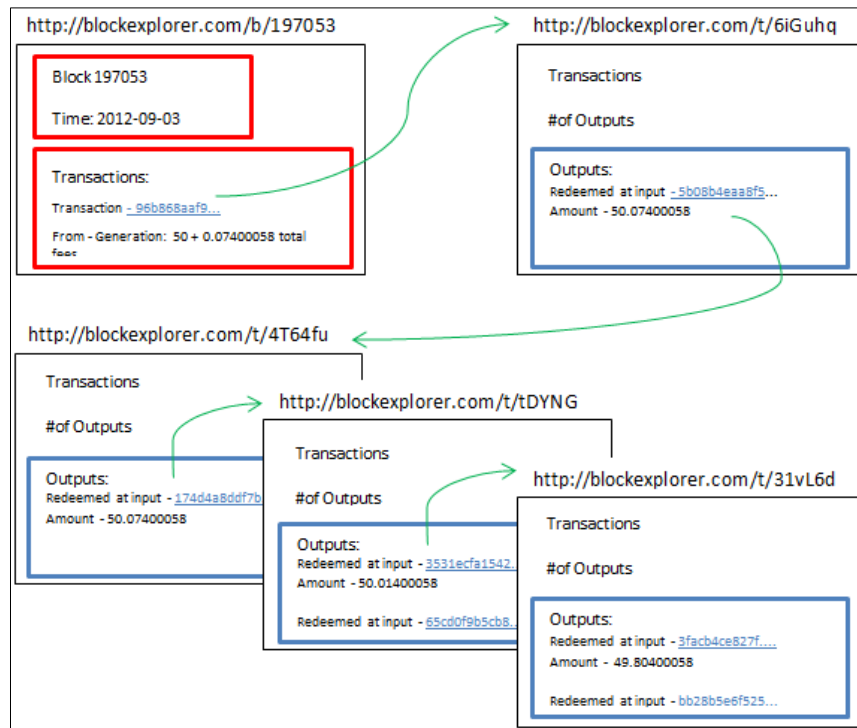 http://blockexplorer.com/b/197053
Block 197053
Time: 2012-09-03
Transactions:
Transaction - 96b868aaf9...
From - Generation: 50 + 0.07400058 total
fees
http://blockexplorer.com/t/6iGuhq
Transactions
#of Outputs
Outputs:
Redeemed at input - 5b08b4eaa8f5...
Amount - 50.07400058
http://blockexplorer.com/t/4T64fu
Transactions
#of Outputs
Outputs:
Redeemed at input - 174d4a8ddf7b
Amount - 50.07400058
http://blockexplorer.com/t/tDYNG
Transactions
#of Outputs
Outputs:
Redeemed at input - 3531ecfa1542..
Amount - 50.01400058
Redeemed at input - 65cd0f9b5cb8..
http://blockexplorer.com/t/31vL6d
Transactions
#of Outputs
Outputs:
Redeemed at input - 3facb4ce827f....
Amount - 49.80400058
Redeemed at input - bb28b5e6f525...